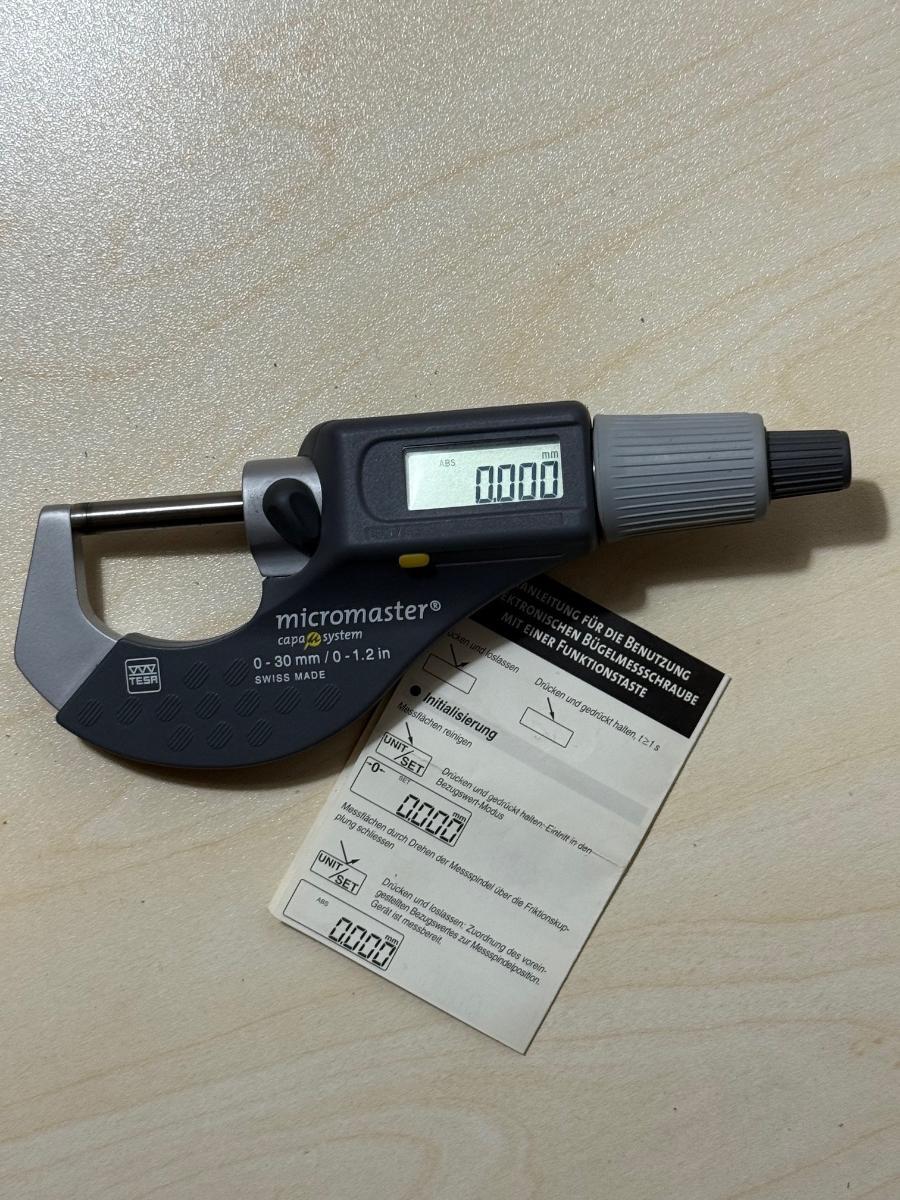 ABS
mm
0.000
micromaster®
capa µ system
0 - 30 mm / 0 - 1.2 in
SWISS MADE
TESA
ANLEITUNG FÜR DIE BENUTZUNG
EKTRONISCHEN BÜGELMESSSCHRAUBE
MIT EINER FUNKTIONSTASTE
ücken und loslassen
Drücken und gedrückt halten, t ≥ 1 s
● Initialisierung
Messflächen reinigen
UNIT/SET
Drücken und gedrückt halten: Eintritt in den
Bezugswert-Modus
-0-
SET
0.000 mm
Messflächen durch Drehen der Messspindel über die Friktionskup-
plung schliessen
UNIT/SET
Drücken und loslassen: Zuordnung des vorein-
gestellten Bezugswertes zur Messspindelposition.
Gerät ist messbereit.
ABS
0.000 mm